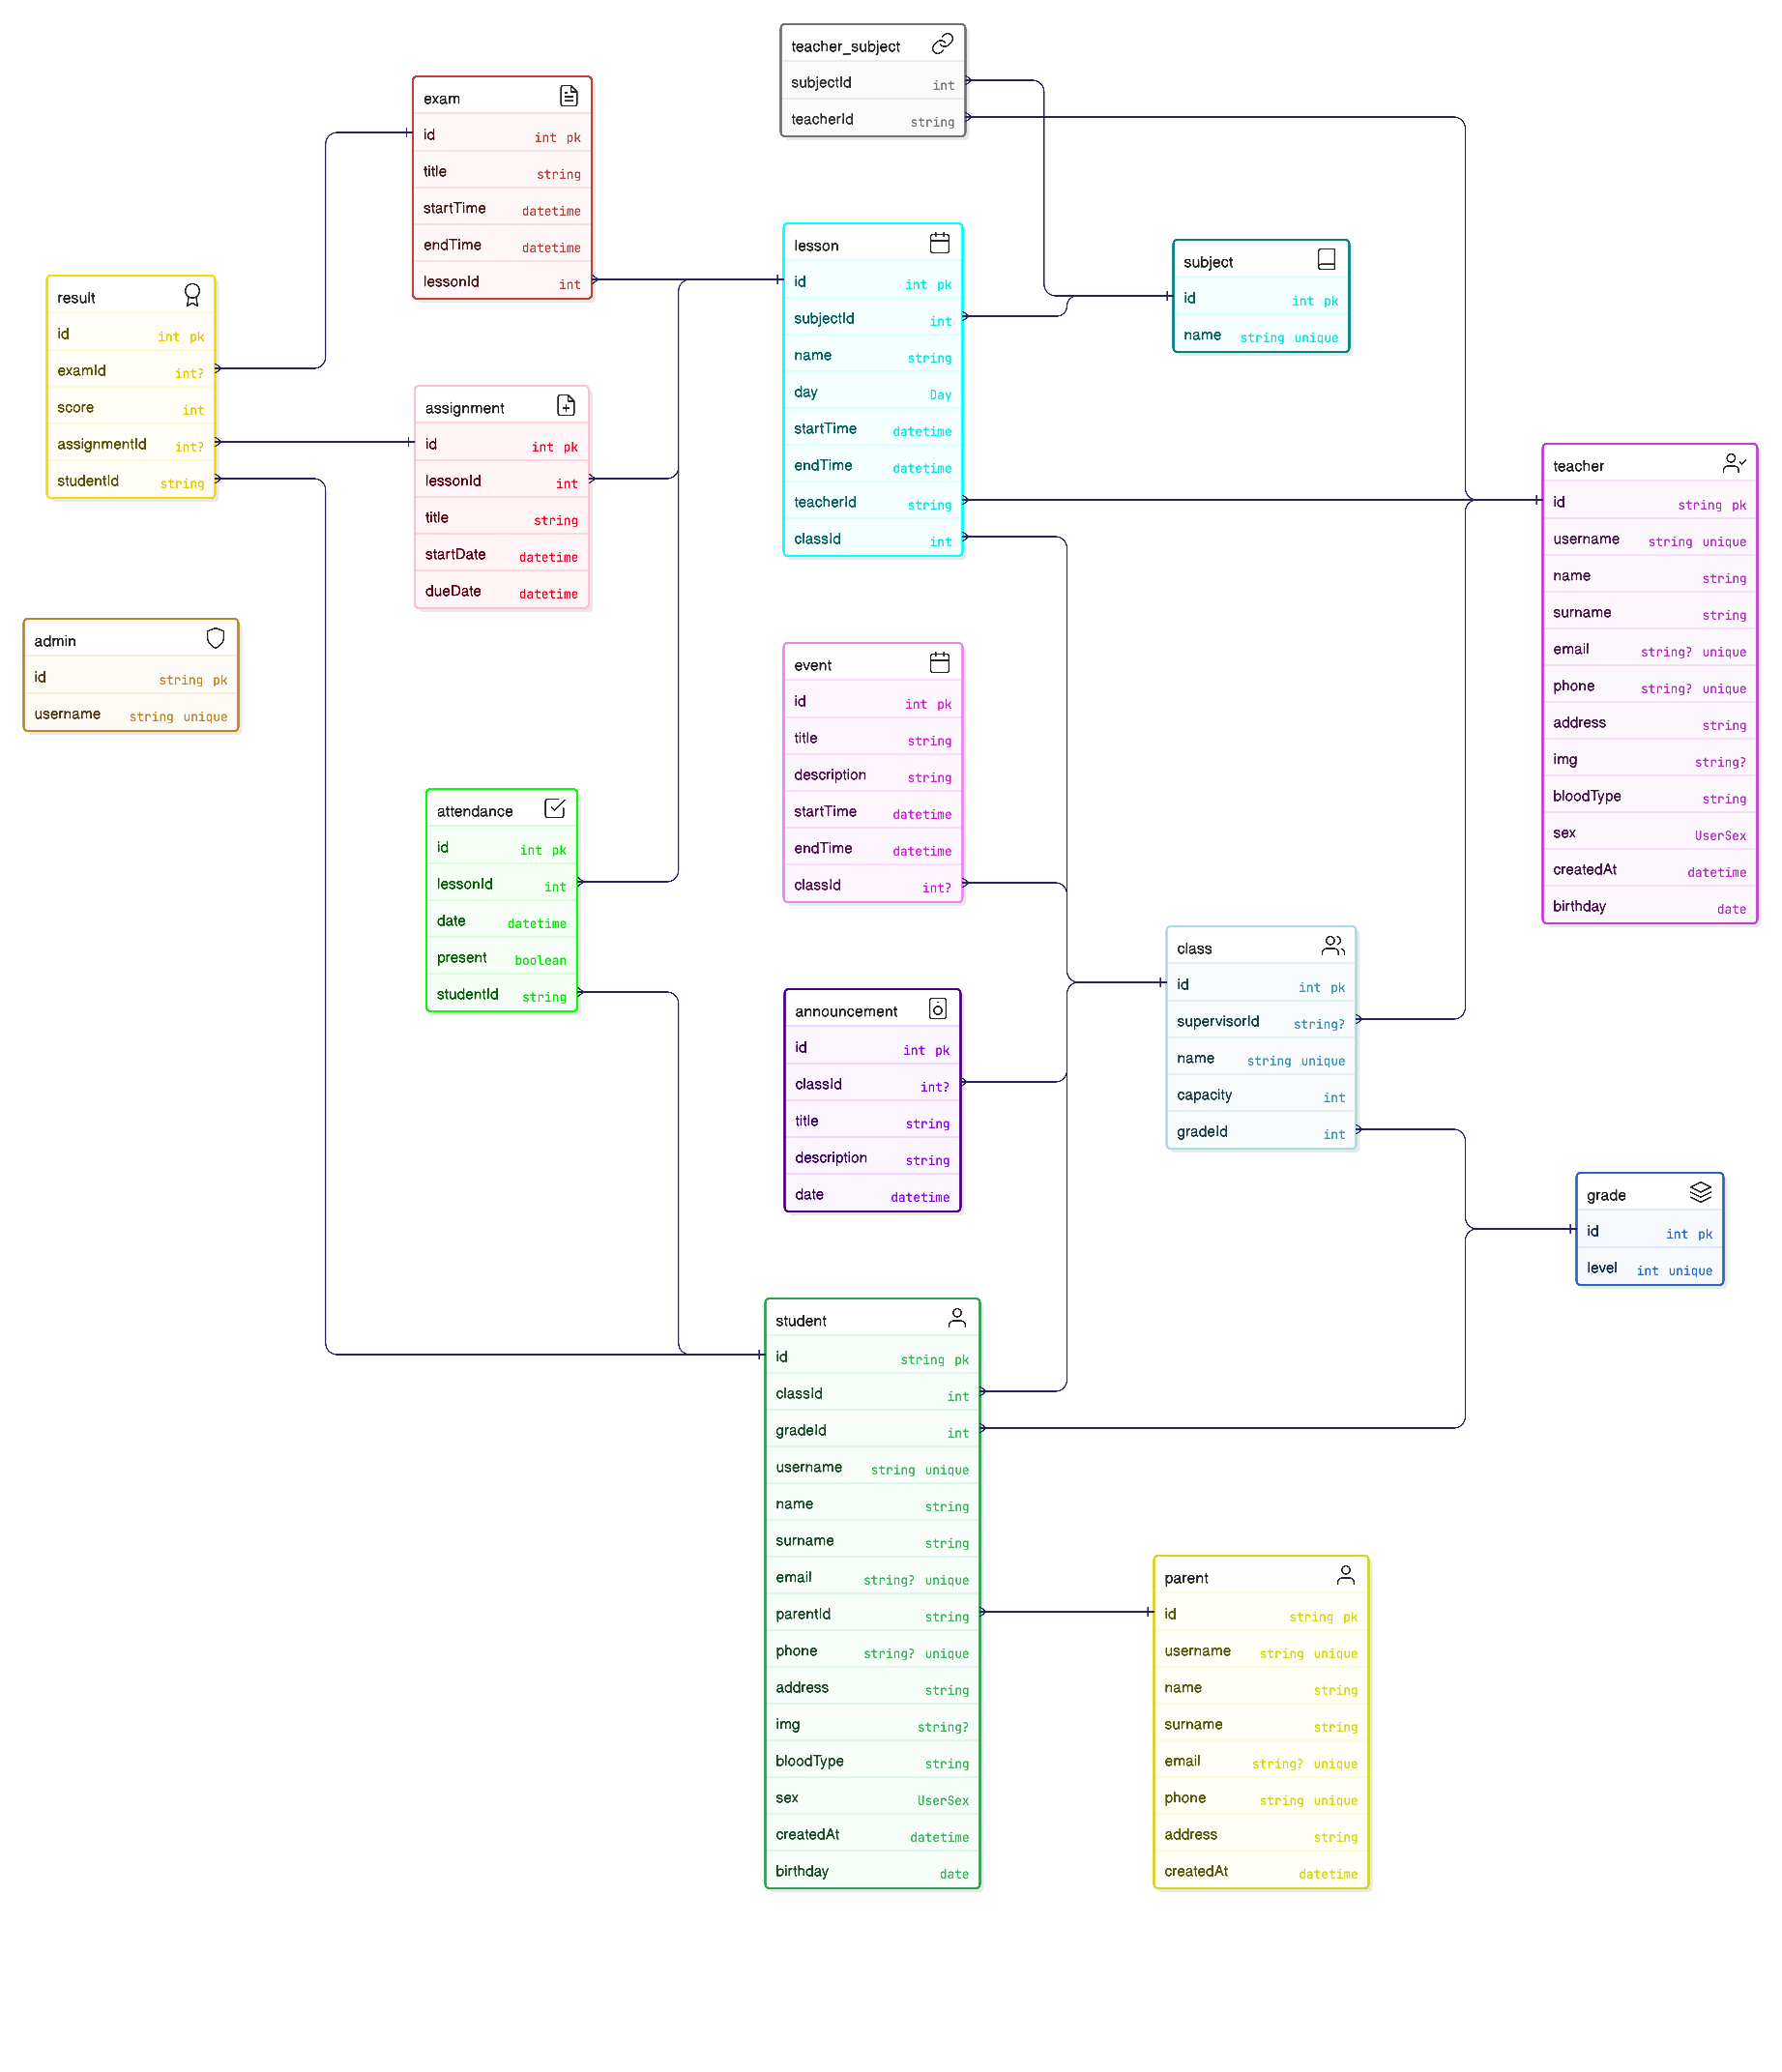 teacher_subject
subjectId int
teacherId string
exam
id int pk
title string
startTime datetime
endTime datetime
lessonId int
lesson
id int pk
subjectId int
name string
day Day
startTime datetime
endTime datetime
teacherId string
classId int
subject
id int pk
name string unique
result
id int pk
examId int?
score int
assignmentId int?
studentId string
assignment
id int pk
lessonId int
title string
startDate datetime
dueDate datetime
teacher
id string pk
username string unique
name string
surname string
email string? unique
phone string? unique
address string
img string?
bloodType string
sex UserSex
createdAt datetime
birthday date
admin
id string pk
username string unique
event
id int pk
title string
description string
startTime datetime
endTime datetime
classId int?
attendance
id int pk
lessonId int
date datetime
present boolean
studentId string
class
id int pk
supervisorId string?
name string unique
capacity int
gradeId int
announcement
id int pk
classId int?
title string
description string
date datetime
grade
id int pk
level int unique
student
id string pk
classId int
gradeId int
username string unique
name string
surname string
email string? unique
parentId string
phone string? unique
address string
img string?
bloodType string
sex UserSex
createdAt datetime
birthday date
parent
id string pk
username string unique
name string
surname string
email string? unique
phone string unique
address string
createdAt datetime